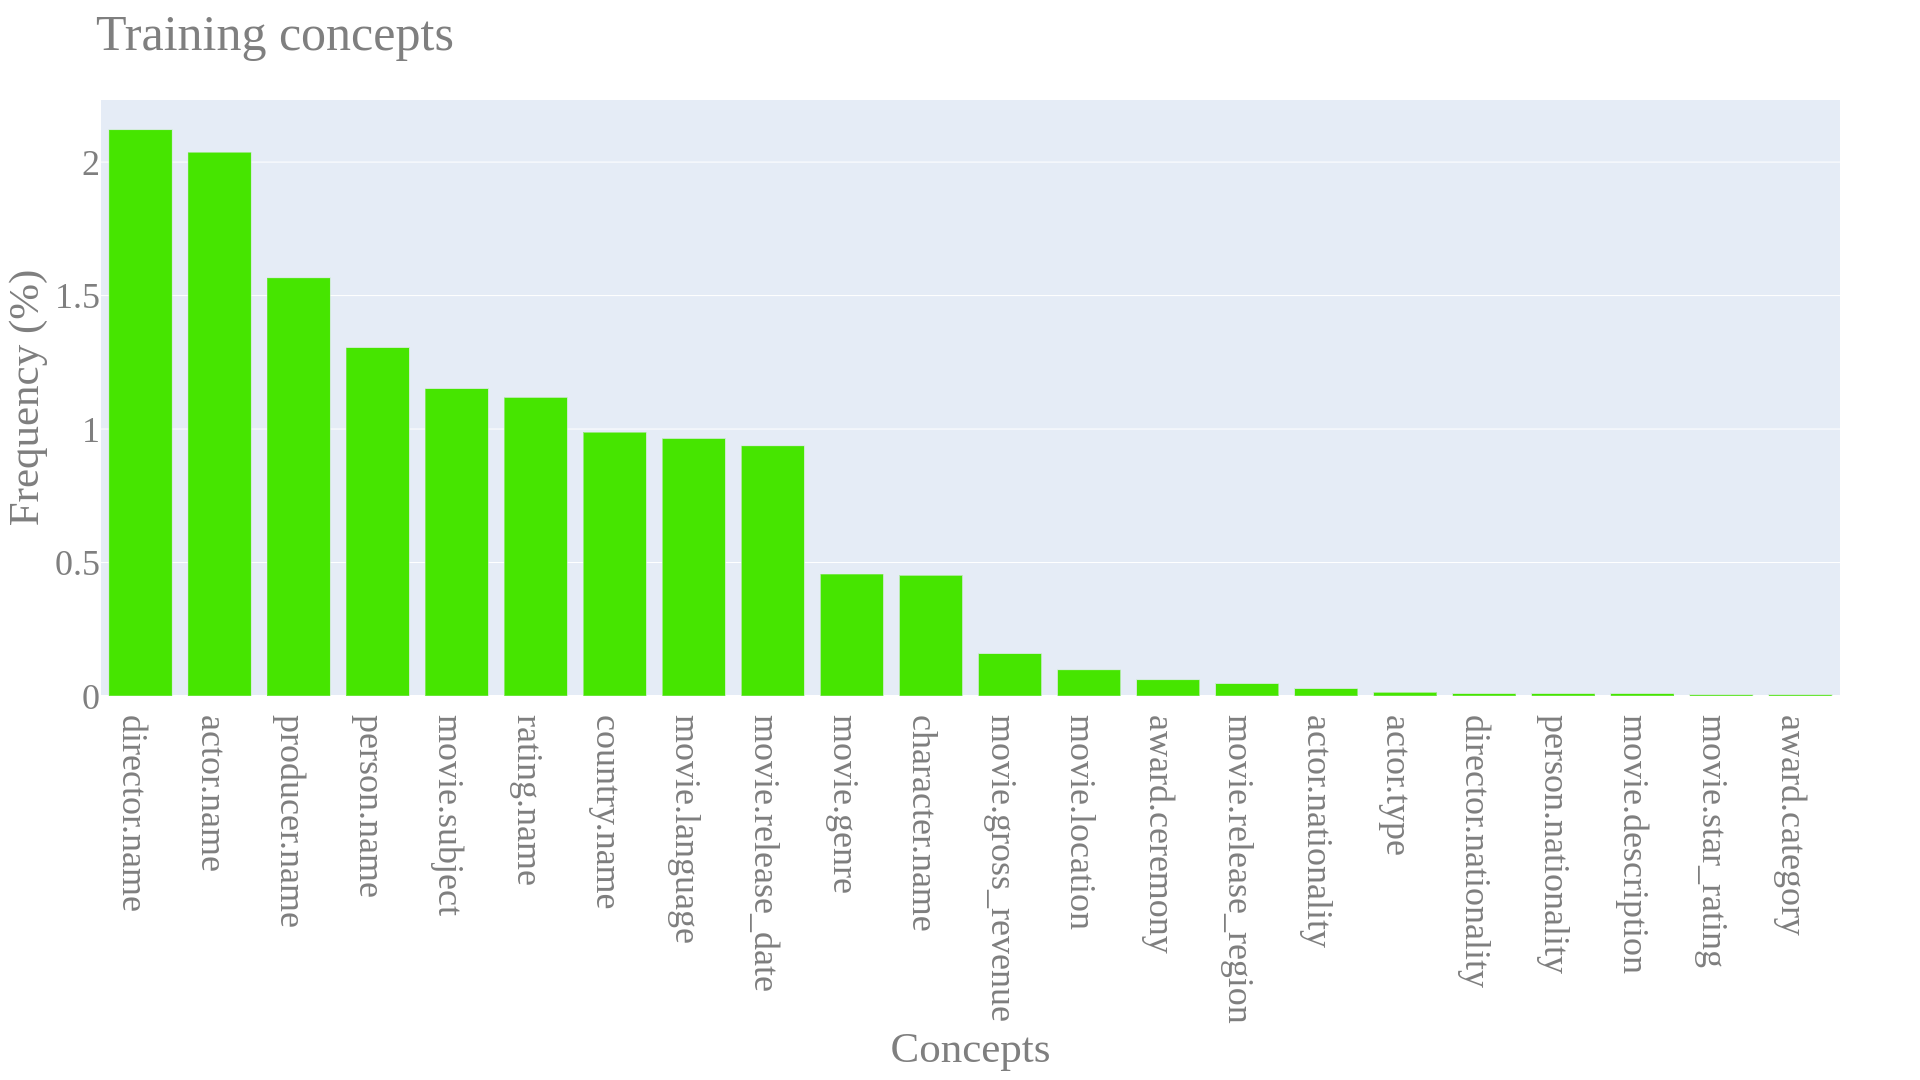 Training concepts
Frequency (%)
2
1.5
1
0.5
0
director.name
actor.name
producer.name
person.name
movie.subject
rating.name
country.name
movie.language
movie.release_date
movie.genre
character.name
movie.gross_revenue
movie.location
award.ceremony
movie.release_region
actor.nationality
actor.type
director.nationality
person.nationality
movie.description
movie.star_rating
award.category
Concepts